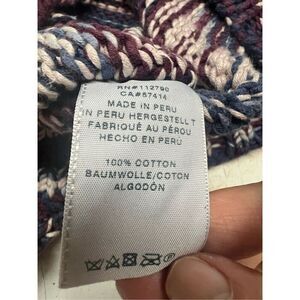 RN#112790
CA#57414
MADE IN PERU
IN PERU HERGESTELLT
FABRIQUÉ AU PÉROU
HECHO EN PERÚ
100% COTTON
BAUMWOLLE/COTON
ALGODÓN